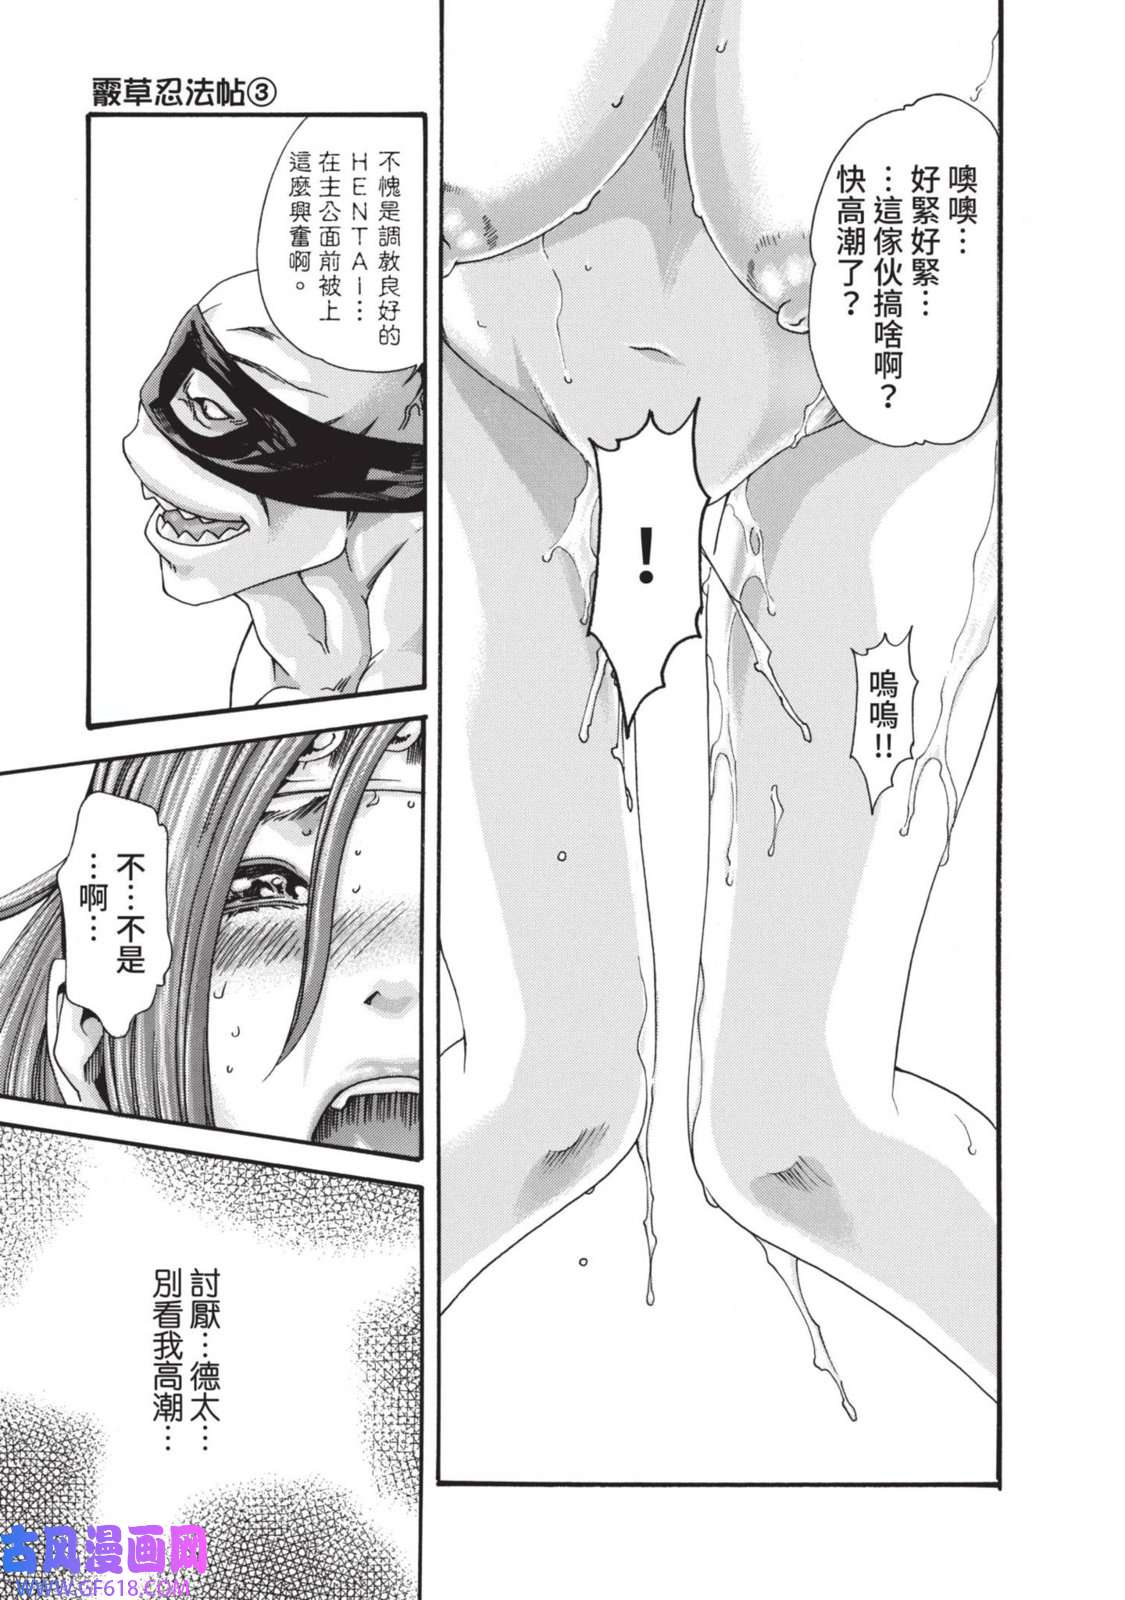 霞草忍法帖③
噢噢…
好緊好緊…
…這傢伙搞啥啊？
快高潮了？
！
嗚嗚!!
不愧是調教良好的
HENTAI…
在主公面前被上
這麼興奮啊。
不…不是
…啊…
討厭…德太…
別看我高潮…
古风漫画网
WWW.GF618.COM